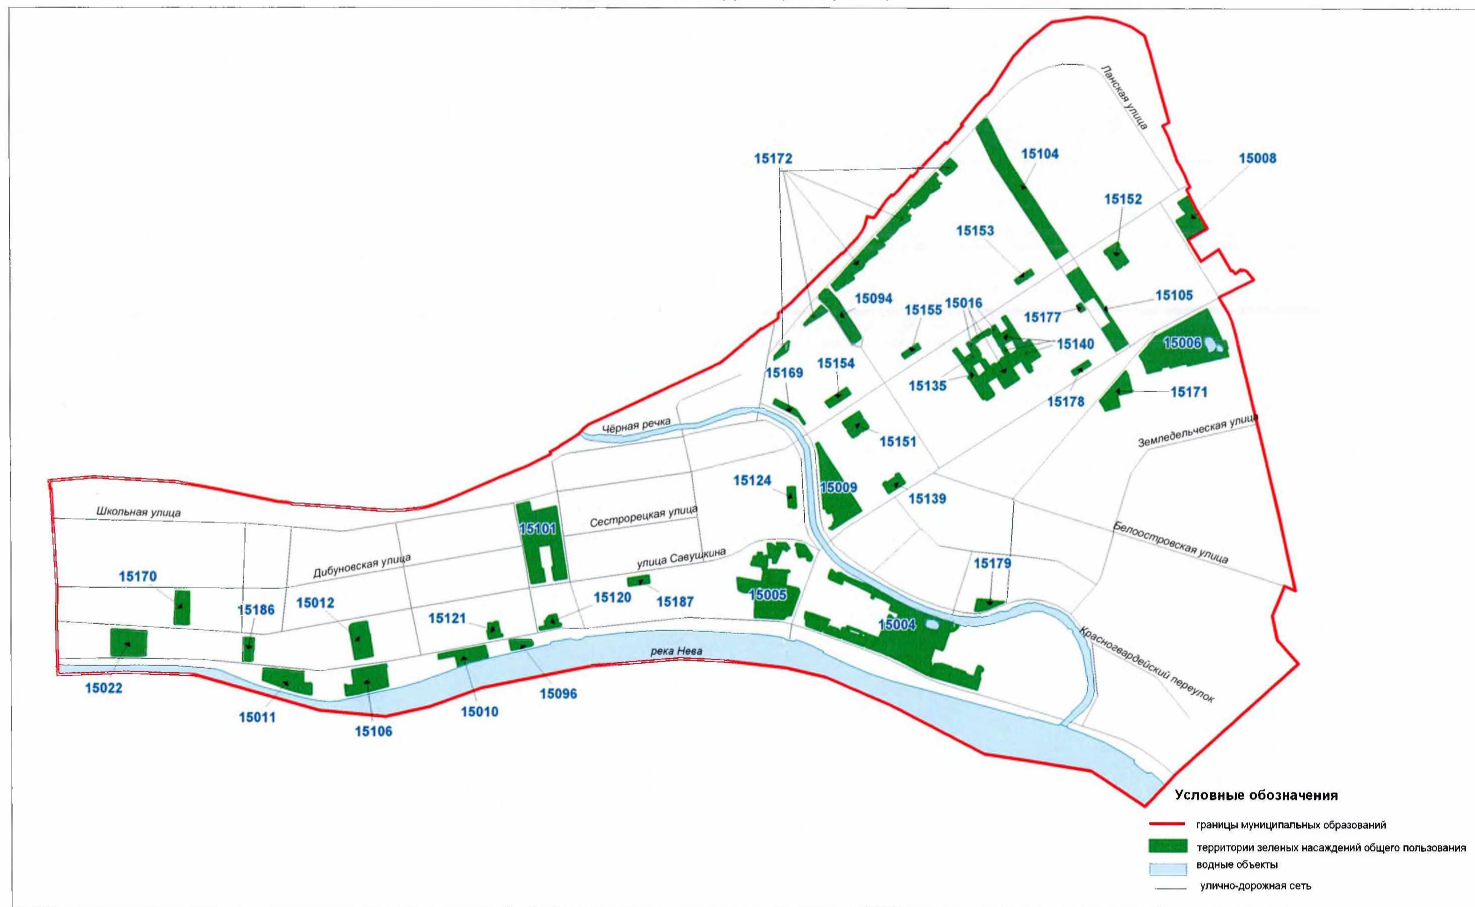 Ланская улица
15172
15104
15008
15152
15153
15094
15155
15016
15177
15105
15140
15006
15135
15169
15154
15178
15171
Чёрная речка
15151
Земледельческая улица
15124
15009
15139
Школьная улица
15101
Сестрорецкая улица
Белоостровская улица
Дибуновская улица
улица Савушкина
15170
15179
15186
15012
15121
15120
15187
15005
15004
река Нева
Красногвардейский переулок
15022
15011
15106
15010
15096
Условные обозначения
границы муниципальных образований
территории зеленых насаждений общего пользования
водные объекты
улично-дорожная сеть